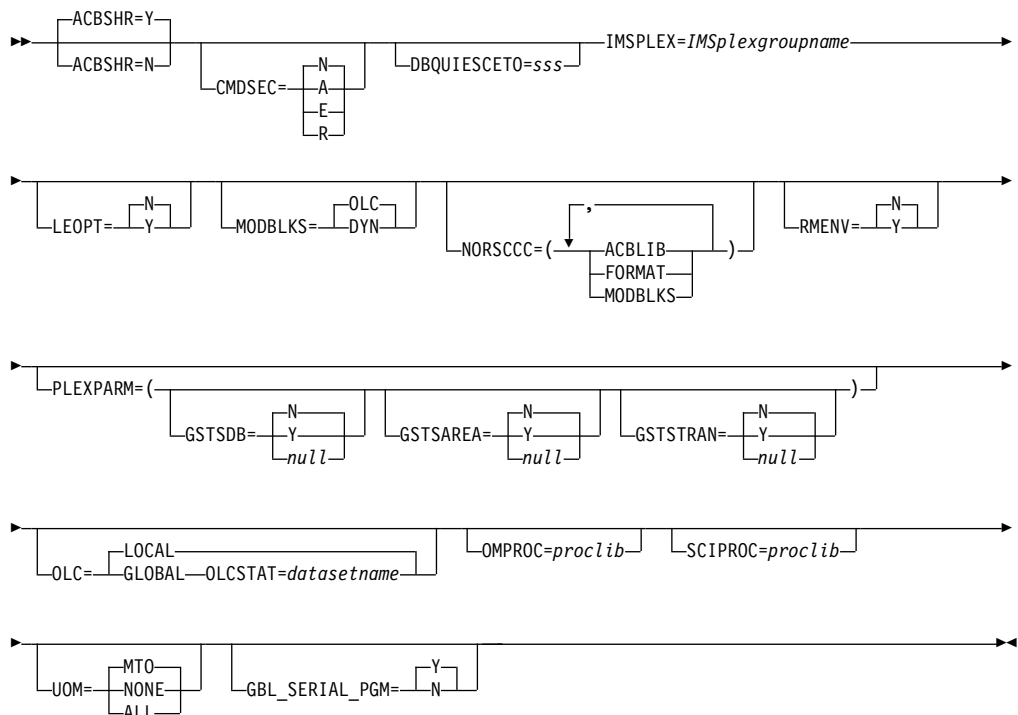 ACBSHR=Y
ACBSHR=N
CMDSEC=
N
A
E
R
DBQUIESCETO=sss
IMSPLEX=IMSplexgroupname
LEOPT=
N
Y
MODBLKS=
OLC
DYN
NORSCCC=(
,
ACBLIB
FORMAT
MODBLKS
)
RMENV=
N
Y
PLEXPARM=(
GSTSDB=
N
Y
null
GSTSAREA=
N
Y
null
GSTSTRAN=
N
Y
null
)
OLC=
LOCAL
GLOBAL
OLCSTAT=datasetname
OMPROC=proclib
SCIPROC=proclib
UOM=
MTO
NONE
ALL
GBL_SERIAL_PGM=
Y
N